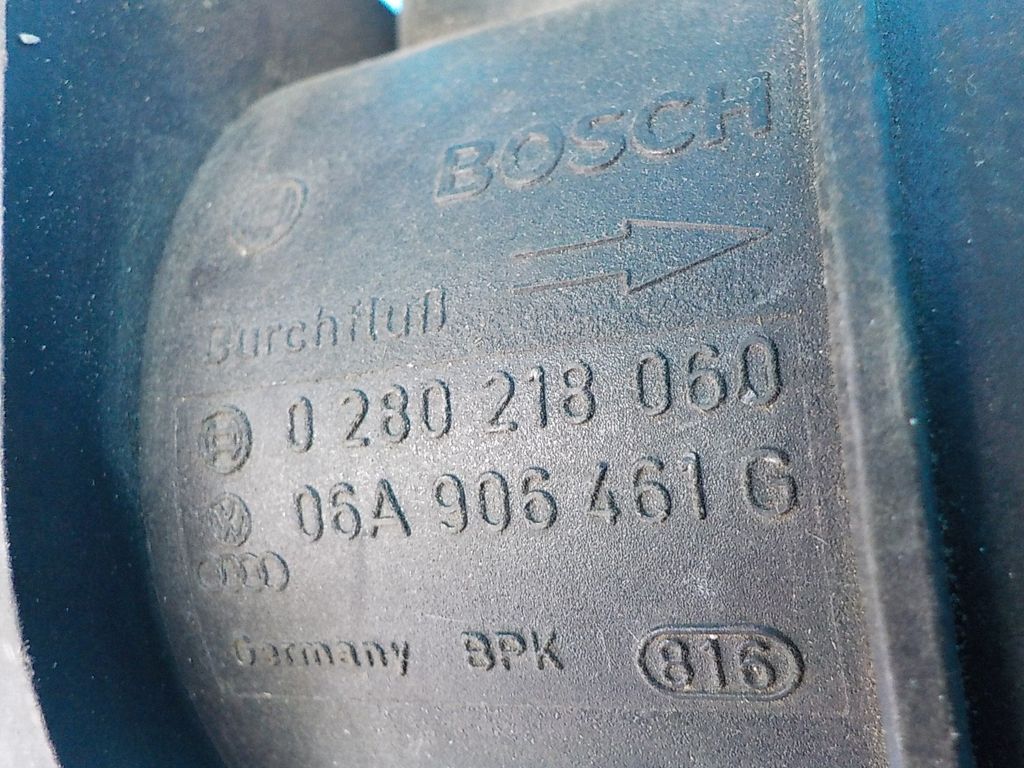 BOSCH
Durchfluß
0 280 218 060
06A 906 461 G
Germany BPK 816